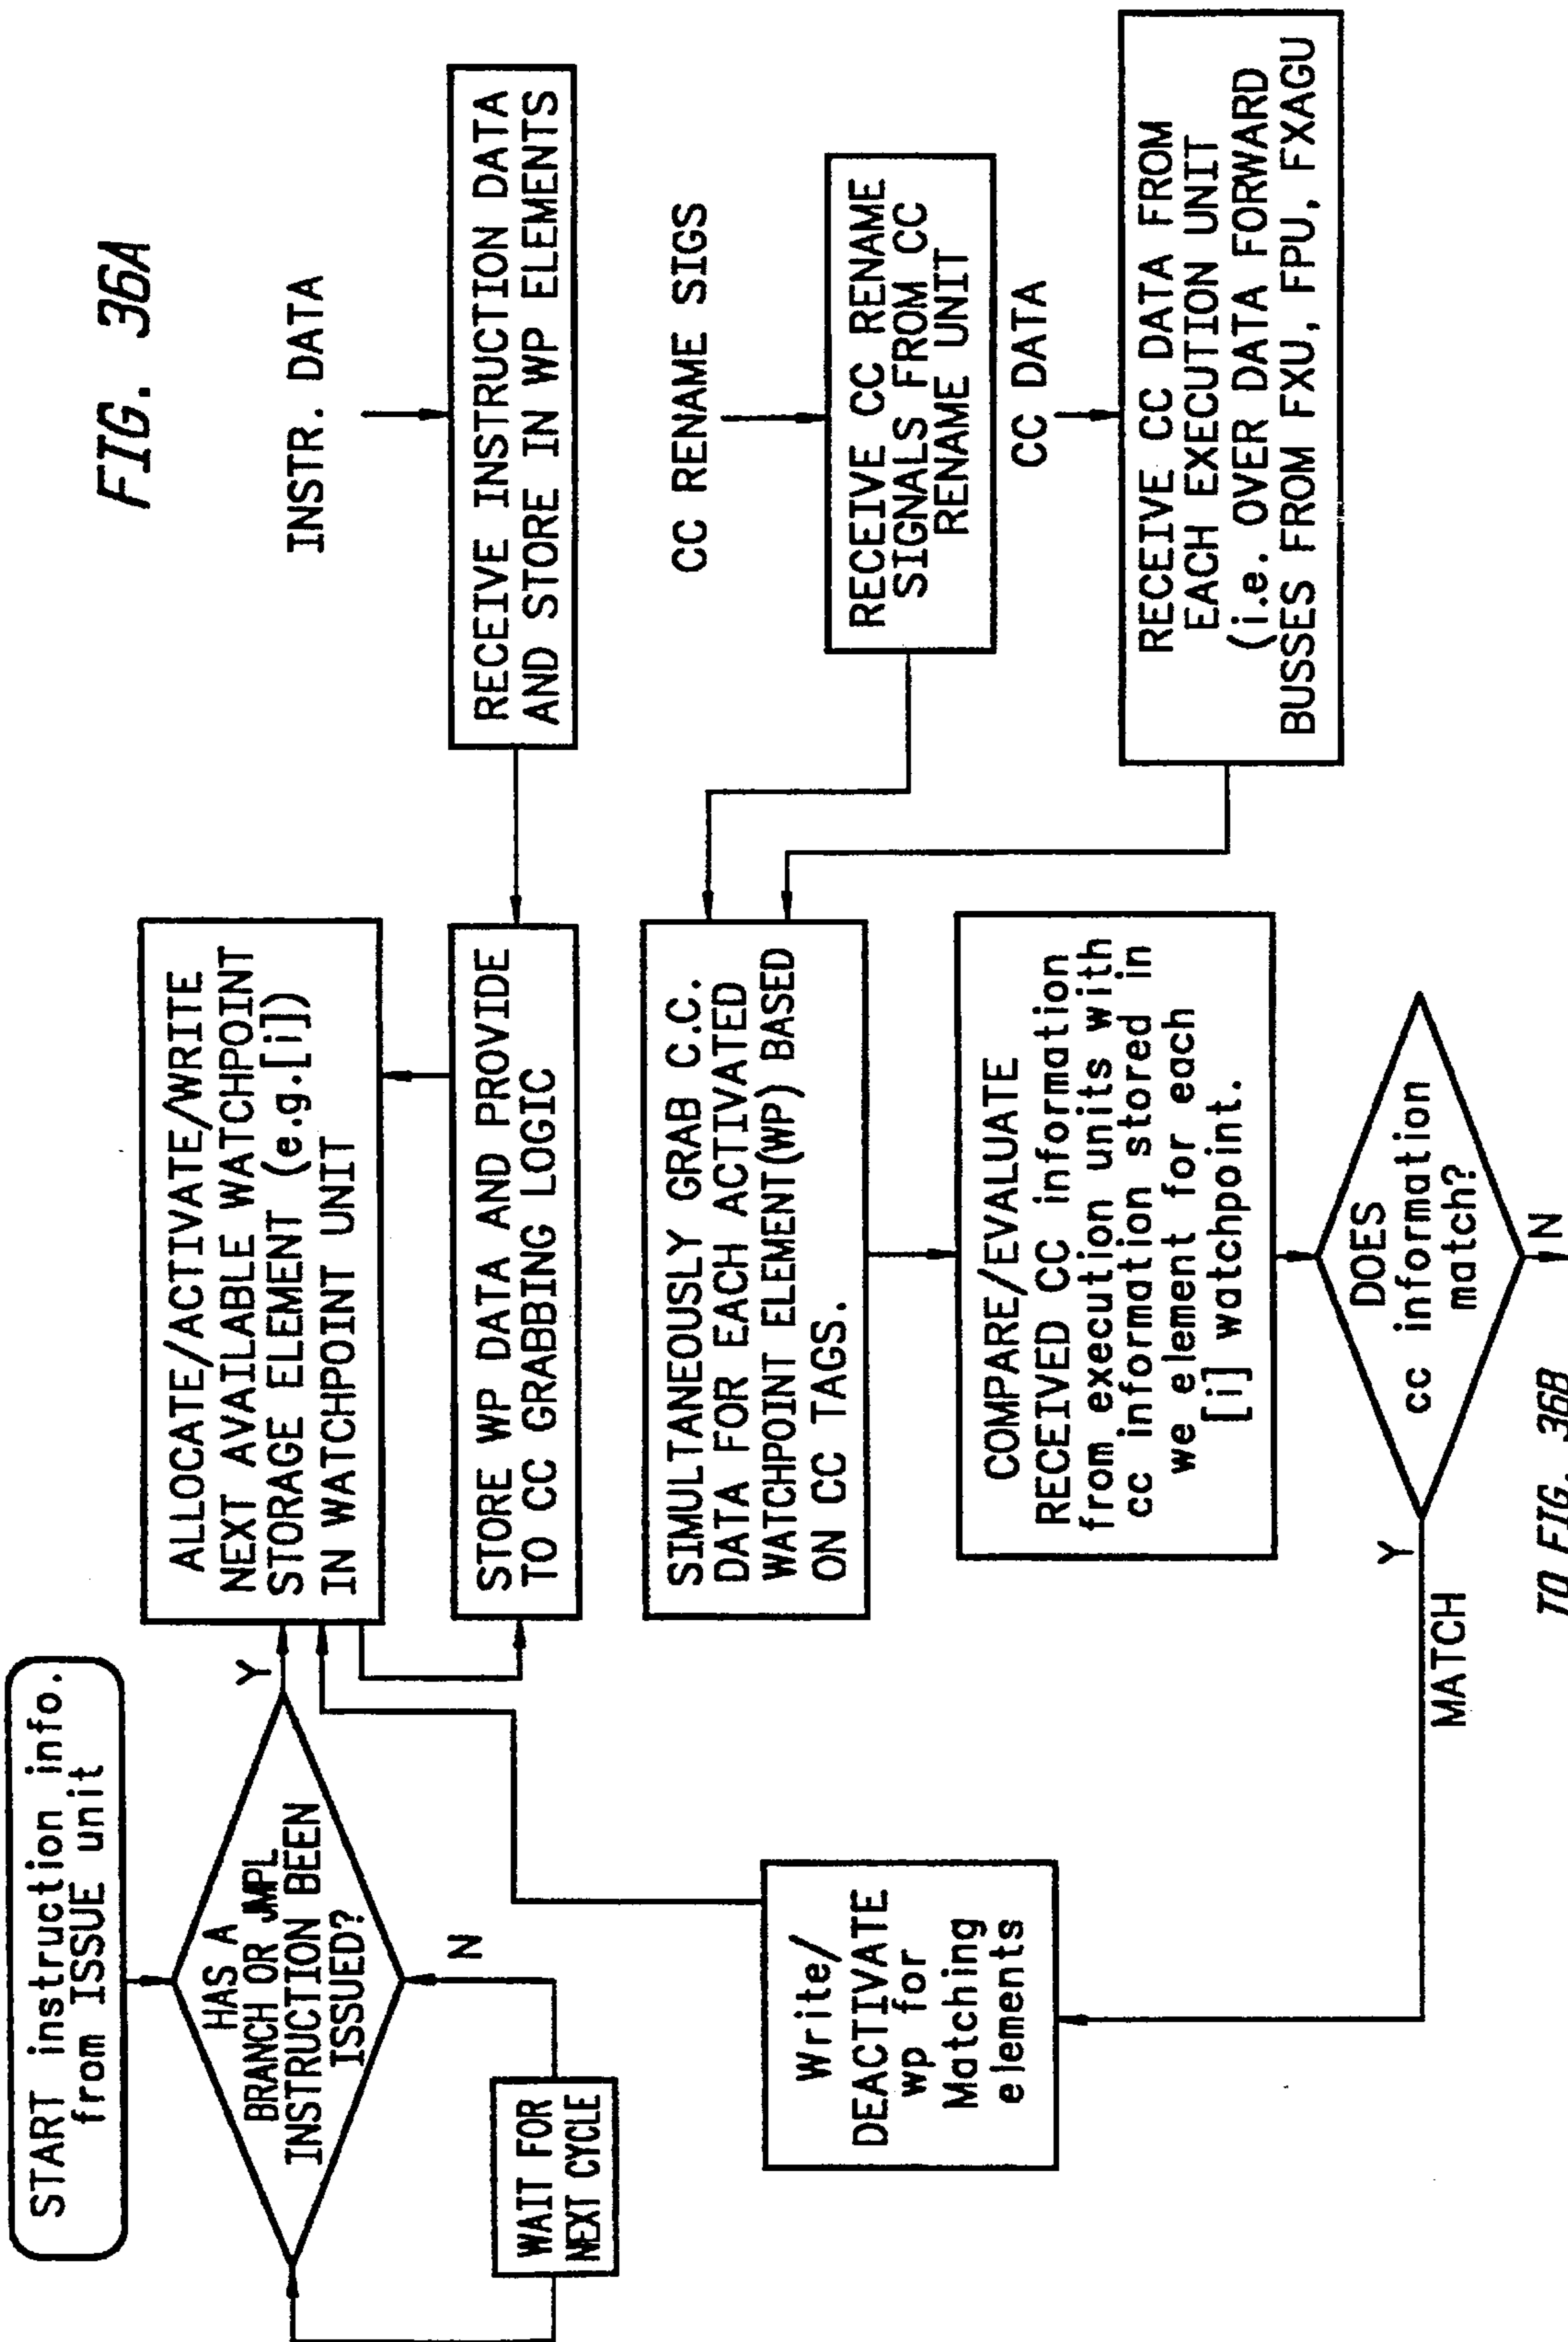 FIG. 36A
START instruction info.
from ISSUE unit
HAS A
BRANCH OR JMPL
INSTRUCTION BEEN
ISSUED?
Y
N
WAIT FOR
NEXT CYCLE
ALLOCATE/ACTIVATE/WRITE
NEXT AVAILABLE WATCHPOINT
STORAGE ELEMENT (e.g.[i])
IN WATCHPOINT UNIT
INSTR. DATA
RECEIVE INSTRUCTION DATA
AND STORE IN WP ELEMENTS
STORE WP DATA AND PROVIDE
TO CC GRABBING LOGIC
CC RENAME SIGS
RECEIVE CC RENAME
SIGNALS FROM CC
RENAME UNIT
CC DATA
RECEIVE CC DATA FROM
EACH EXECUTION UNIT
(i.e. OVER DATA FORWARD
BUSSES FROM FXU, FPU, FXAGU
SIMULTANEOUSLY GRAB C.C.
DATA FOR EACH ACTIVATED
WATCHPOINT ELEMENT(WP) BASED
ON CC TAGS.
COMPARE/EVALUATE
RECEIVED CC information
from execution units with
cc information stored in
we element for each
[i] watchpoint.
DOES
cc information
match?
Y
MATCH
N
Write/
DEACTIVATE
wp for
Matching
elements
TO FIG. 36B